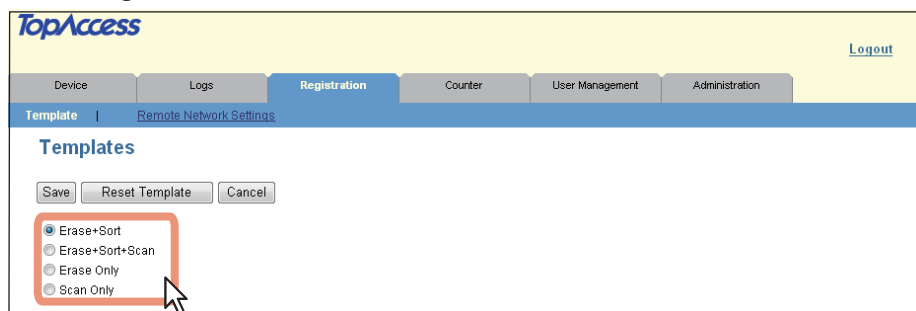 TopAccess
Logout
Device Logs Registration Counter User Management Administration
Template | Remote Network Settings
Templates
Save Reset Template Cancel
Erase+Sort
Erase+Sort+Scan
Erase Only
Scan Only